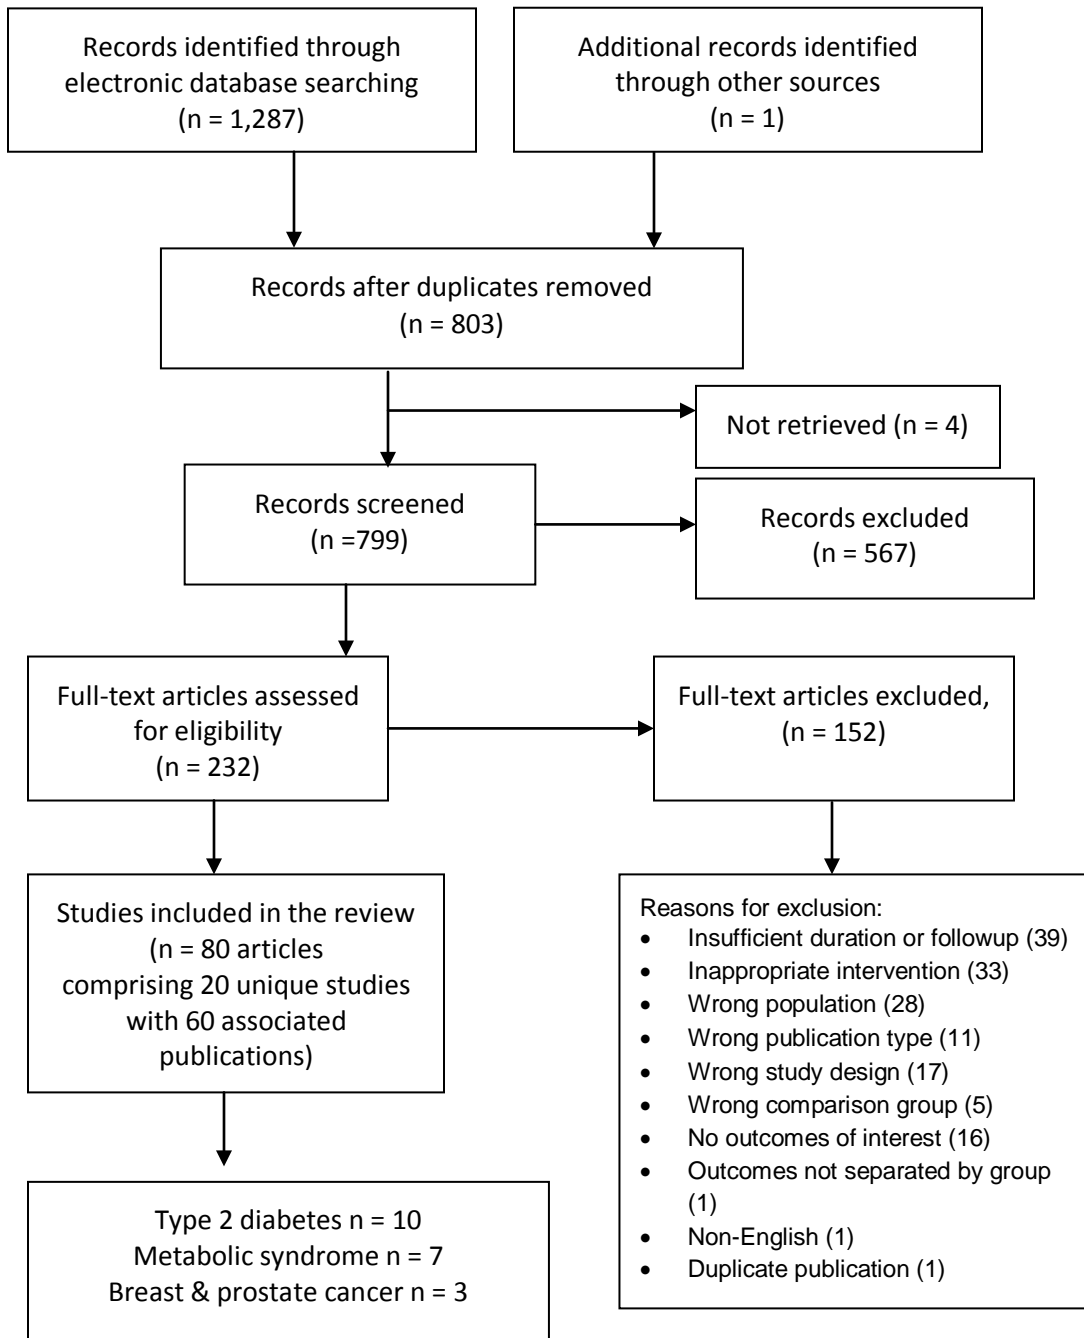 Records identified through
electronic database searching
(n = 1,287)
Additional records identified
through other sources
(n = 1)
Records after duplicates removed
(n = 803)
Not retrieved (n = 4)
Records screened
(n =799)
Records excluded
(n = 567)
Full-text articles assessed
for eligibility
(n = 232)
Full-text articles excluded,
(n = 152)
Studies included in the review
(n = 80 articles
comprising 20 unique studies
with 60 associated
publications)
Reasons for exclusion:
• Insufficient duration or followup (39)
• Inappropriate intervention (33)
• Wrong population (28)
• Wrong publication type (11)
• Wrong study design (17)
• Wrong comparison group (5)
• No outcomes of interest (16)
• Outcomes not separated by group
(1)
• Non-English (1)
• Duplicate publication (1)
Type 2 diabetes n = 10
Metabolic syndrome n = 7
Breast & prostate cancer n = 3